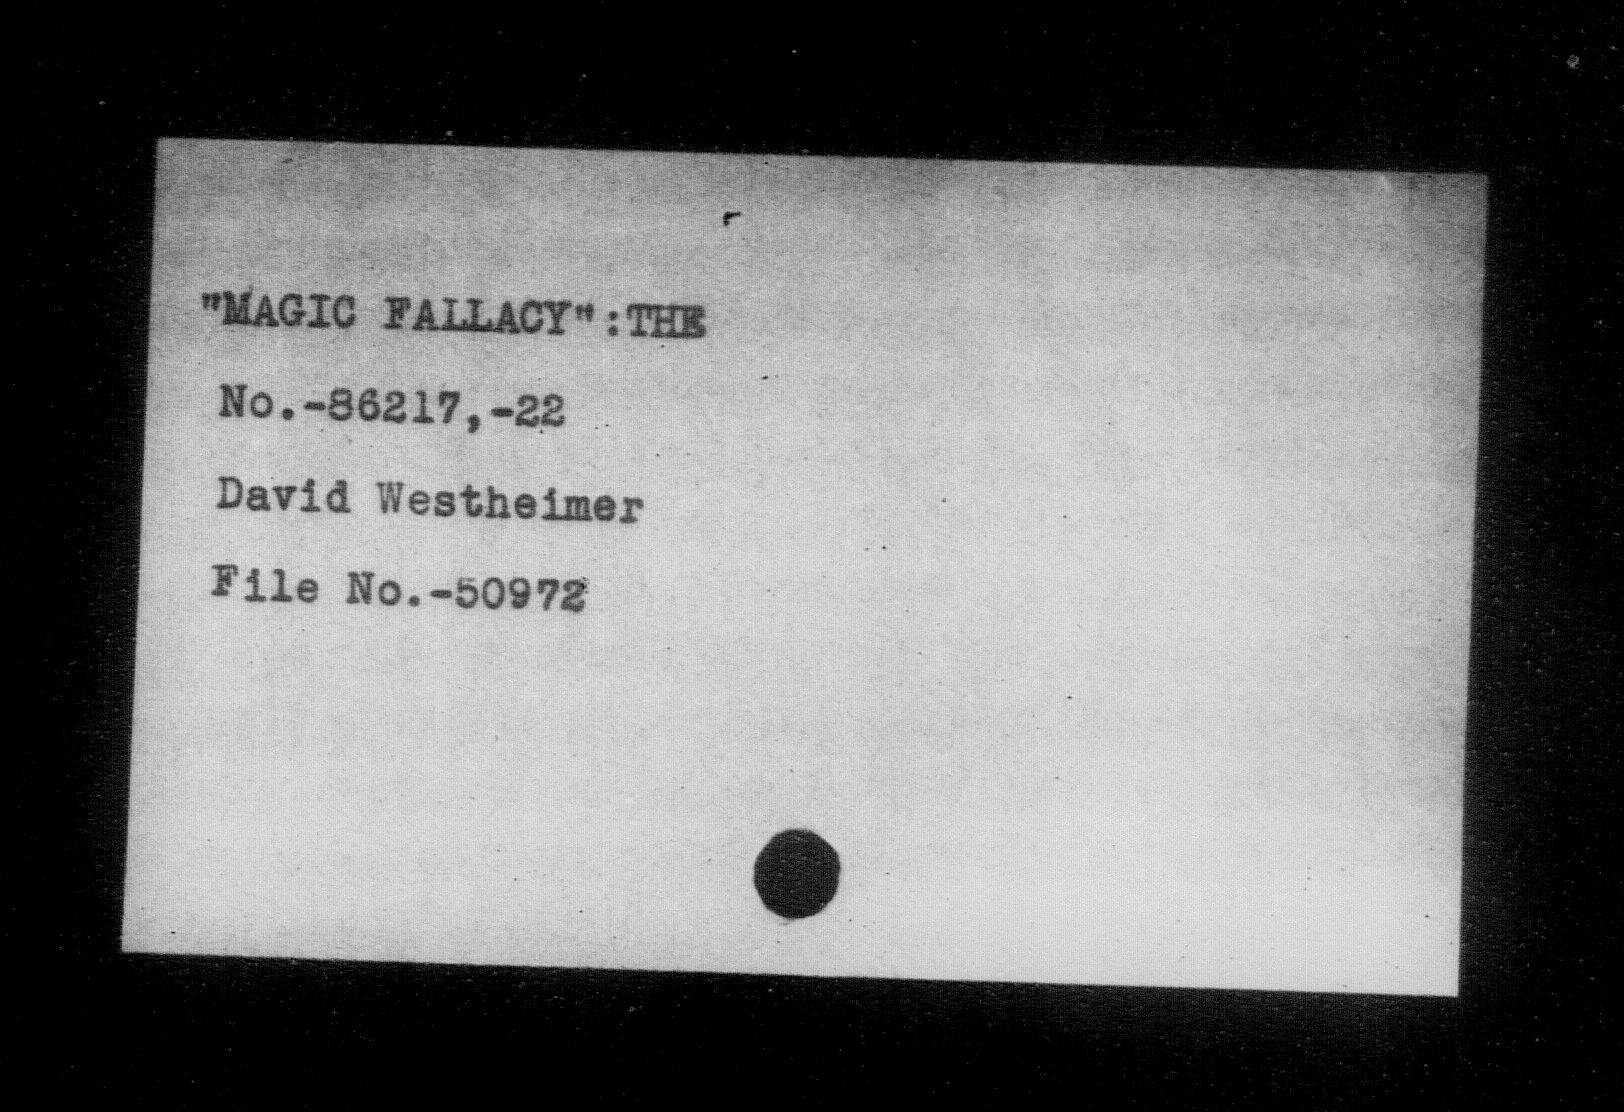 "MAGIC FALLACY":THE
No.-86217,-22
David Westheimer
File No.-50972